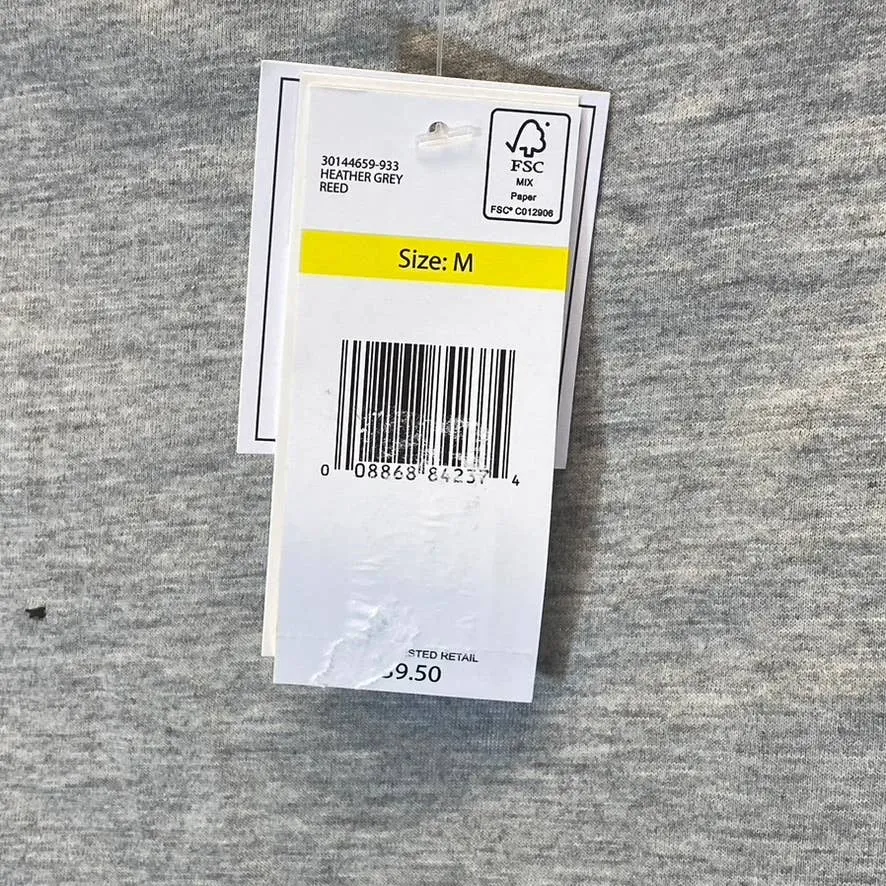 30144659-933
HEATHER GREY
REED
FSC
MIX
Paper
FSC® C012906
Size: M
0 08868 84237 4
STED RETAIL
9.50